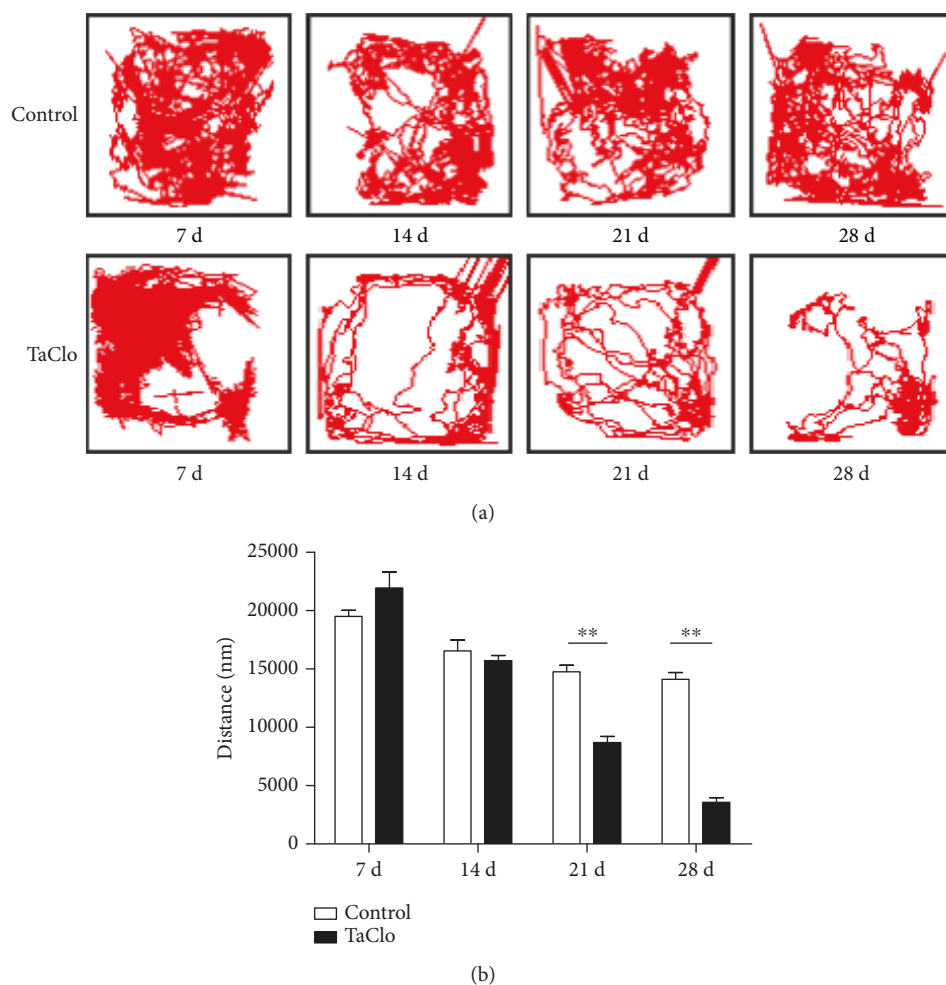 Control
7 d 14 d 21 d 28 d
TaClo
7 d 14 d 21 d 28 d
(a)
25000
20000
15000
10000
5000
0
Distance (nm)
** **
7 d 14 d 21 d 28 d
Control
TaClo
(b)